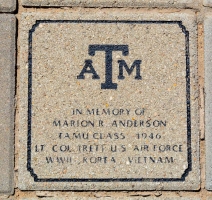 ATM
IN MEMORY OF
MARION R. ANDERSON
TAMU CLASS 1946
LT COL (RET) U S AIR FORCE
WWII, KOREA, VIETNAM